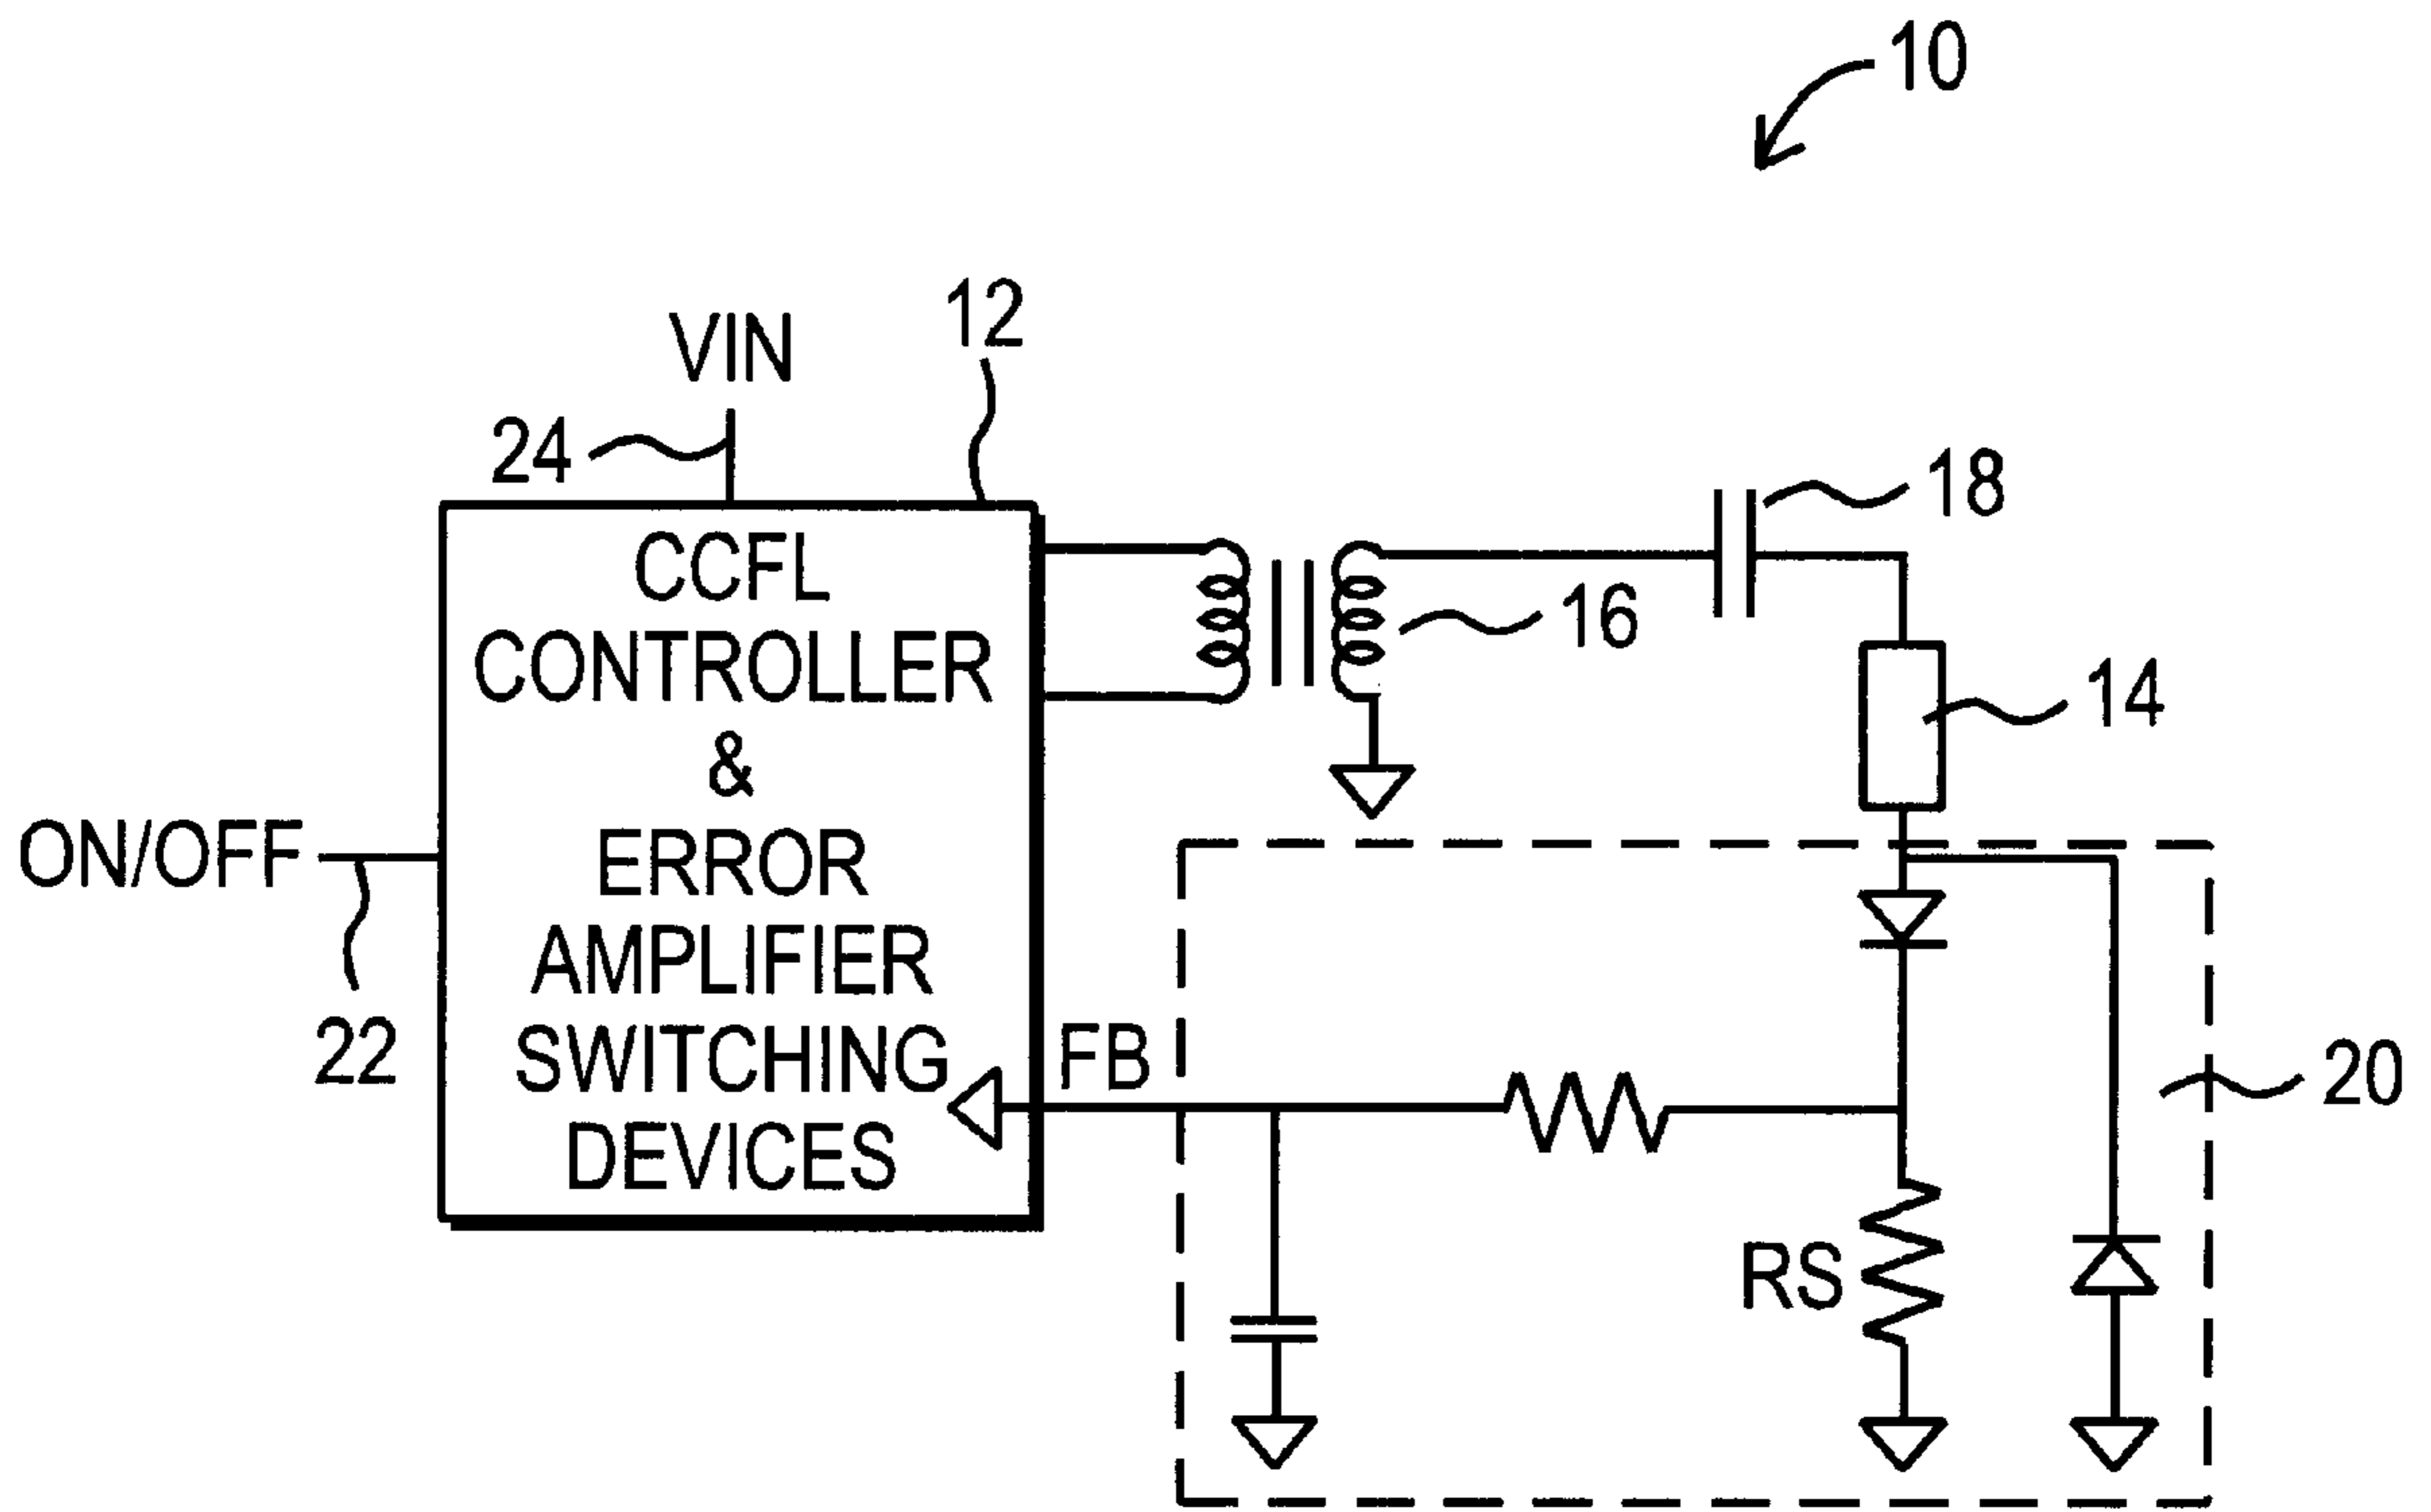 10
12
VIN
24
18
CCFL
CONTROLLER
&
ERROR
AMPLIFIER
SWITCHING
DEVICES
16
14
ON/OFF
22
FB
20
RS